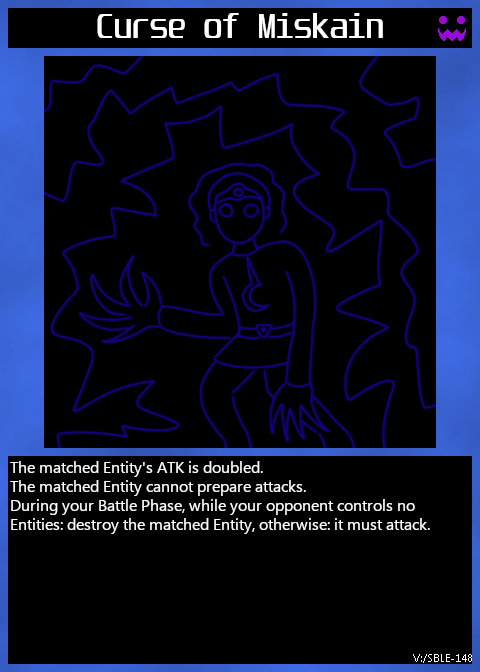 Curse of Miskain
The matched Entity's ATK is doubled.
The matched Entity cannot prepare attacks.
During your Battle Phase, while your opponent controls no
Entities: destroy the matched Entity, otherwise: it must attack.
V:/SBLE-148